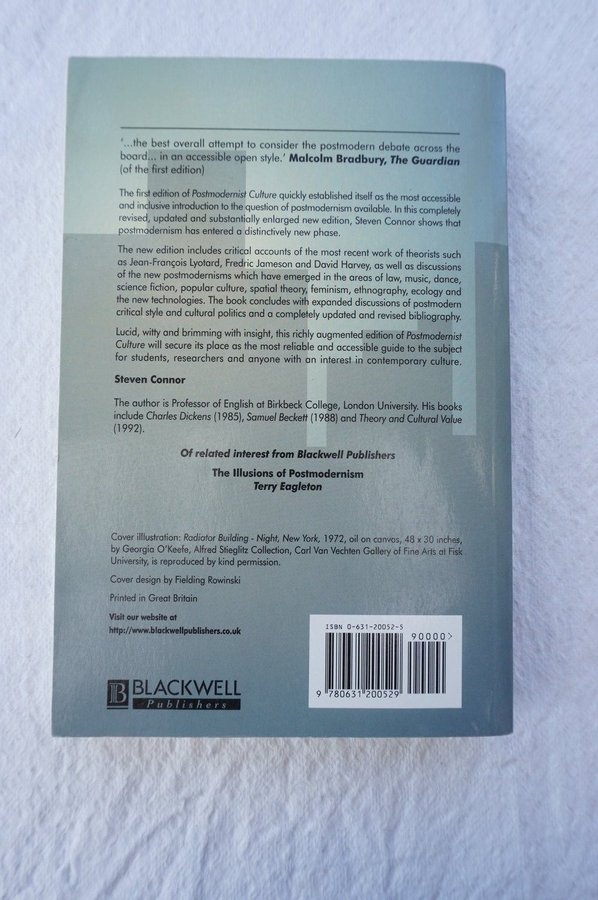 '...the best overall attempt to consider the postmodern debate across the
board... in an accessible open style.' Malcolm Bradbury, The Guardian
(of the first edition)
The first edition of Postmodernist Culture quickly established itself as the most accessible
and inclusive introduction to the question of postmodernism available. In this completely
revised, updated and substantially enlarged new edition, Steven Connor shows that
postmodernism has entered a distinctively new phase.
The new edition includes critical accounts of the most recent work of theorists such
as Jean-François Lyotard, Fredric Jameson and David Harvey, as well as discussions
of the new postmodernisms which have emerged in the areas of law, music, dance,
science fiction, popular culture, spatial theory, feminism, ethnography, ecology and
the new technologies. The book concludes with expanded discussions of postmodern
critical style and cultural politics and a completely updated and revised bibliography.
Lucid, witty and brimming with insight, this richly augmented edition of Postmodernist
Culture will secure its place as the most reliable and accessible guide to the subject
for students, researchers and anyone with an interest in contemporary culture.
Steven Connor
The author is Professor of English at Birkbeck College, London University. His books
include Charles Dickens (1985), Samuel Beckett (1988) and Theory and Cultural Value
(1992).
Of related interest from Blackwell Publishers
The Illusions of Postmodernism
Terry Eagleton
Cover illlustration: Radiator Building - Night, New York, 1972, oil on canvas, 48 x 30 inches,
by Georgia O'Keefe, Alfred Stieglitz Collection, Carl Van Vechten Gallery of Fine Arts at Fisk
University, is reproduced by kind permission.
Cover design by Fielding Rowinski
Printed in Great Britain
Visit our website at
http://www.blackwellpublishers.co.uk
ISBN 0-631-20052-5
90000>
9 780631 200529
B BLACKWELL
Publishers